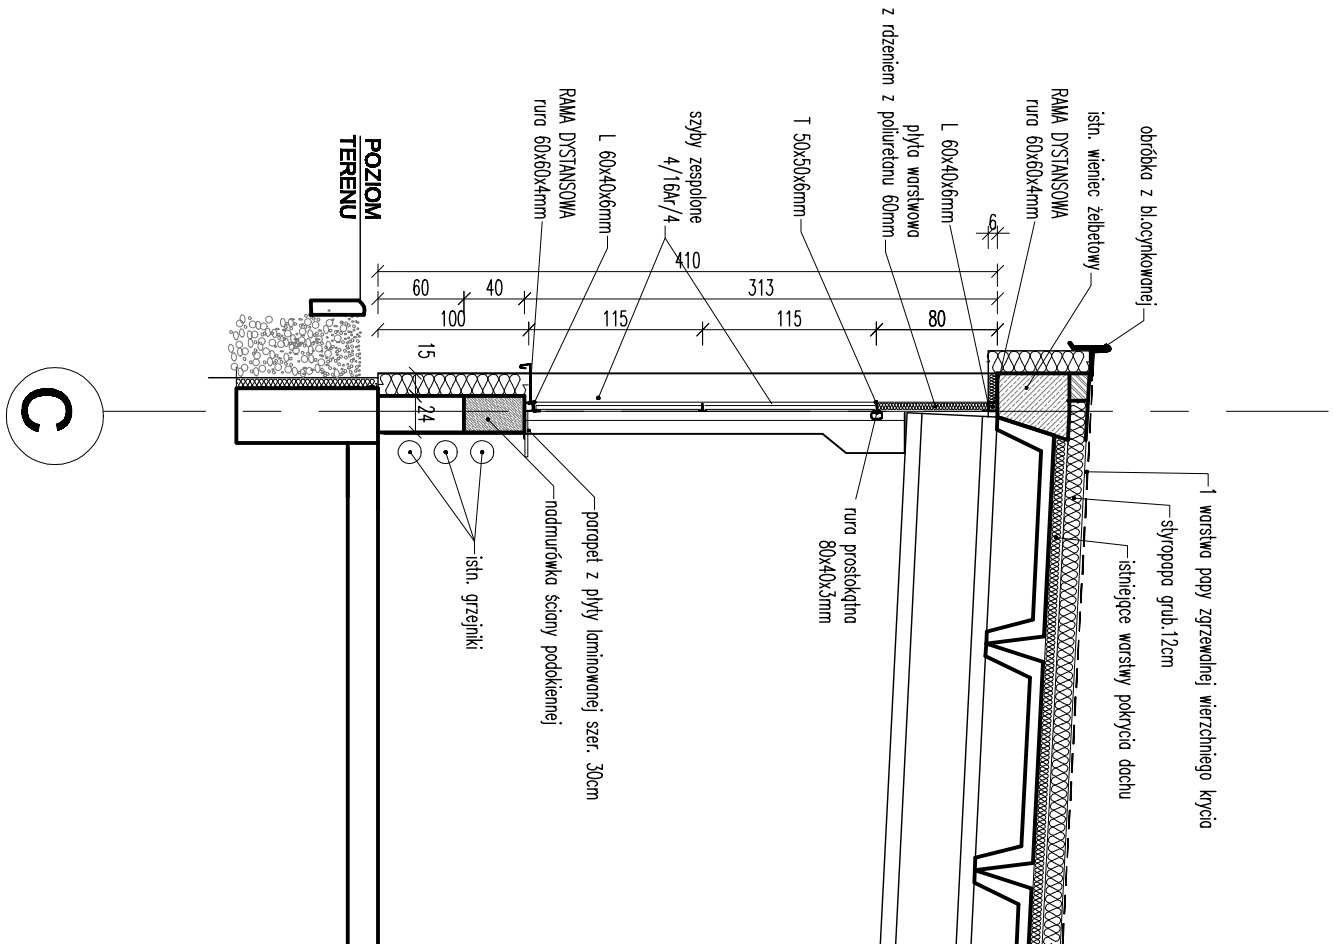 obróbka z bl.ocynkowanej
istn. wieniec żelbetowy
RAMA DYSTANSOWA
rura 60x60x4mm
L 60x40x6mm
płyta warstwowa
z rdzeniem z poliuretanu 60mm
T 50x50x6mm
szyby zespolone
4/16Ar/4
L 60x40x6mm
RAMA DYSTANSOWA
rura 60x60x4mm
POZIOM
TERENU
6
410
60
40
313
100
115
115
80
15
24
C
1 warstwa papy zgrzewalnej wierzchniego krycia
styropapa grub.12cm
istniejące warstwy pokrycia dachu
rura prostokątna
80x40x3mm
parapet z płyty laminowanej szer. 30cm
nadmurówka ściany podokiennej
istn. grzejniki